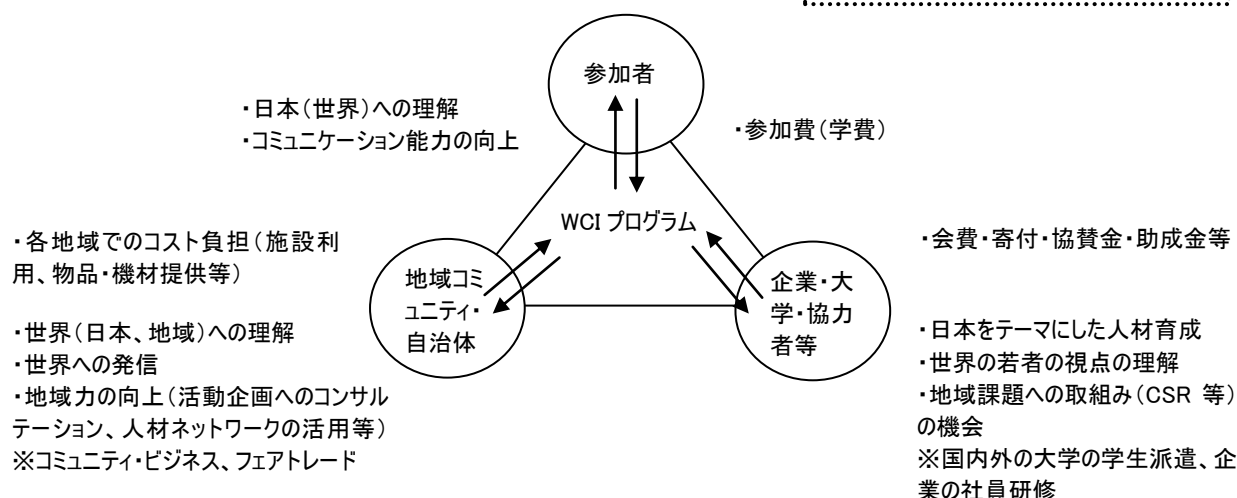 参加者
・日本（世界）への理解
・コミュニケーション能力の向上
・参加費（学費）
WCI プログラム
・各地域でのコスト負担（施設利
用、物品・機材提供等）
・世界（日本、地域）への理解
・世界への発信
・地域力の向上（活動企画へのコンサル
テーション、人材ネットワークの活用等）
※コミュニティ・ビジネス、フェアトレード
地域コミ
ュニティ・
自治体
企業・大
学・協力
者等
・会費・寄付・協賛金・助成金等
・日本をテーマにした人材育成
・世界の若者の視点の理解
・地域課題への取組み（CSR 等）
の機会
※国内外の大学の学生派遣、企
業の社員研修